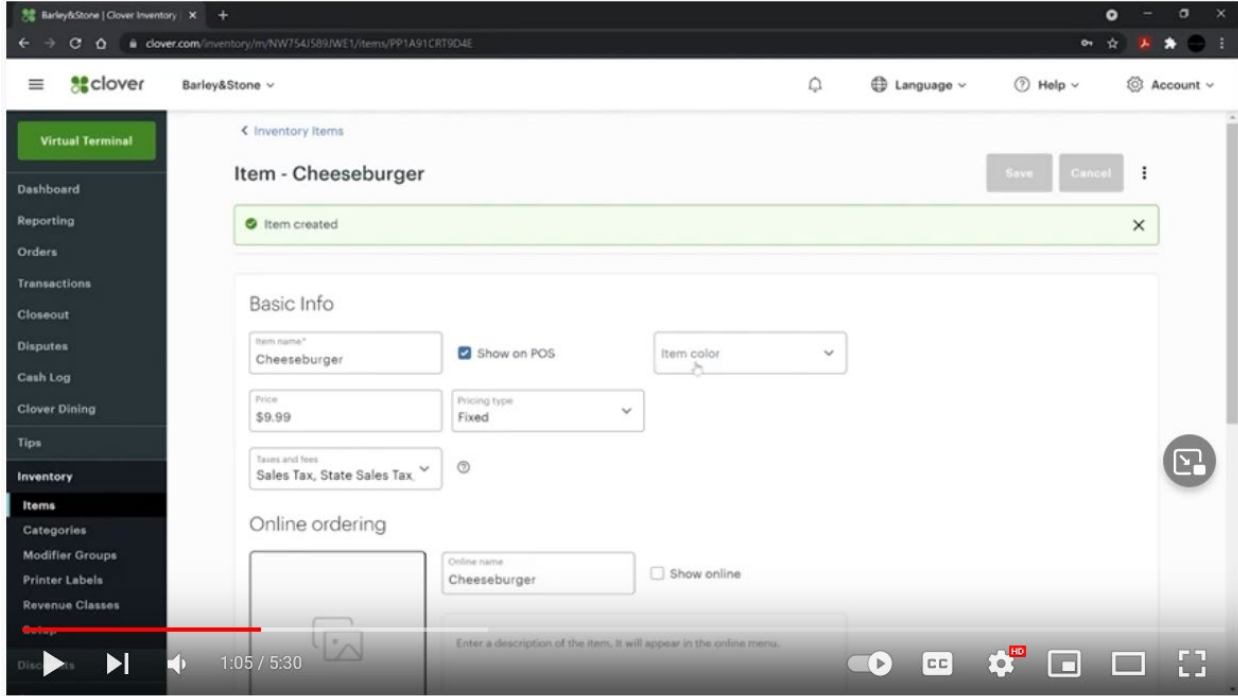 Barley&Stone | Clover Inventory
clover.com/inventory/m/NW754J589JWE1/items/PP1A91CRT9D4E
clover
Barley&Stone
Language
Help
Account
Virtual Terminal
Dashboard
Reporting
Orders
Transactions
Closeout
Disputes
Cash Log
Clover Dining
Tips
Inventory
Items
Categories
Modifier Groups
Printer Labels
Revenue Classes
Setup
Discounts
Inventory Items
Item - Cheeseburger
Save
Cancel
Item created
Basic Info
Item name*
Cheeseburger
Show on POS
Item color
Price
$9.99
Pricing type
Fixed
Taxes and fees
Sales Tax, State Sales Tax,
Online ordering
Online name
Cheeseburger
Show online
Enter a description of the item. It will appear in the online menu.
1:05 / 5:30
CC
HD